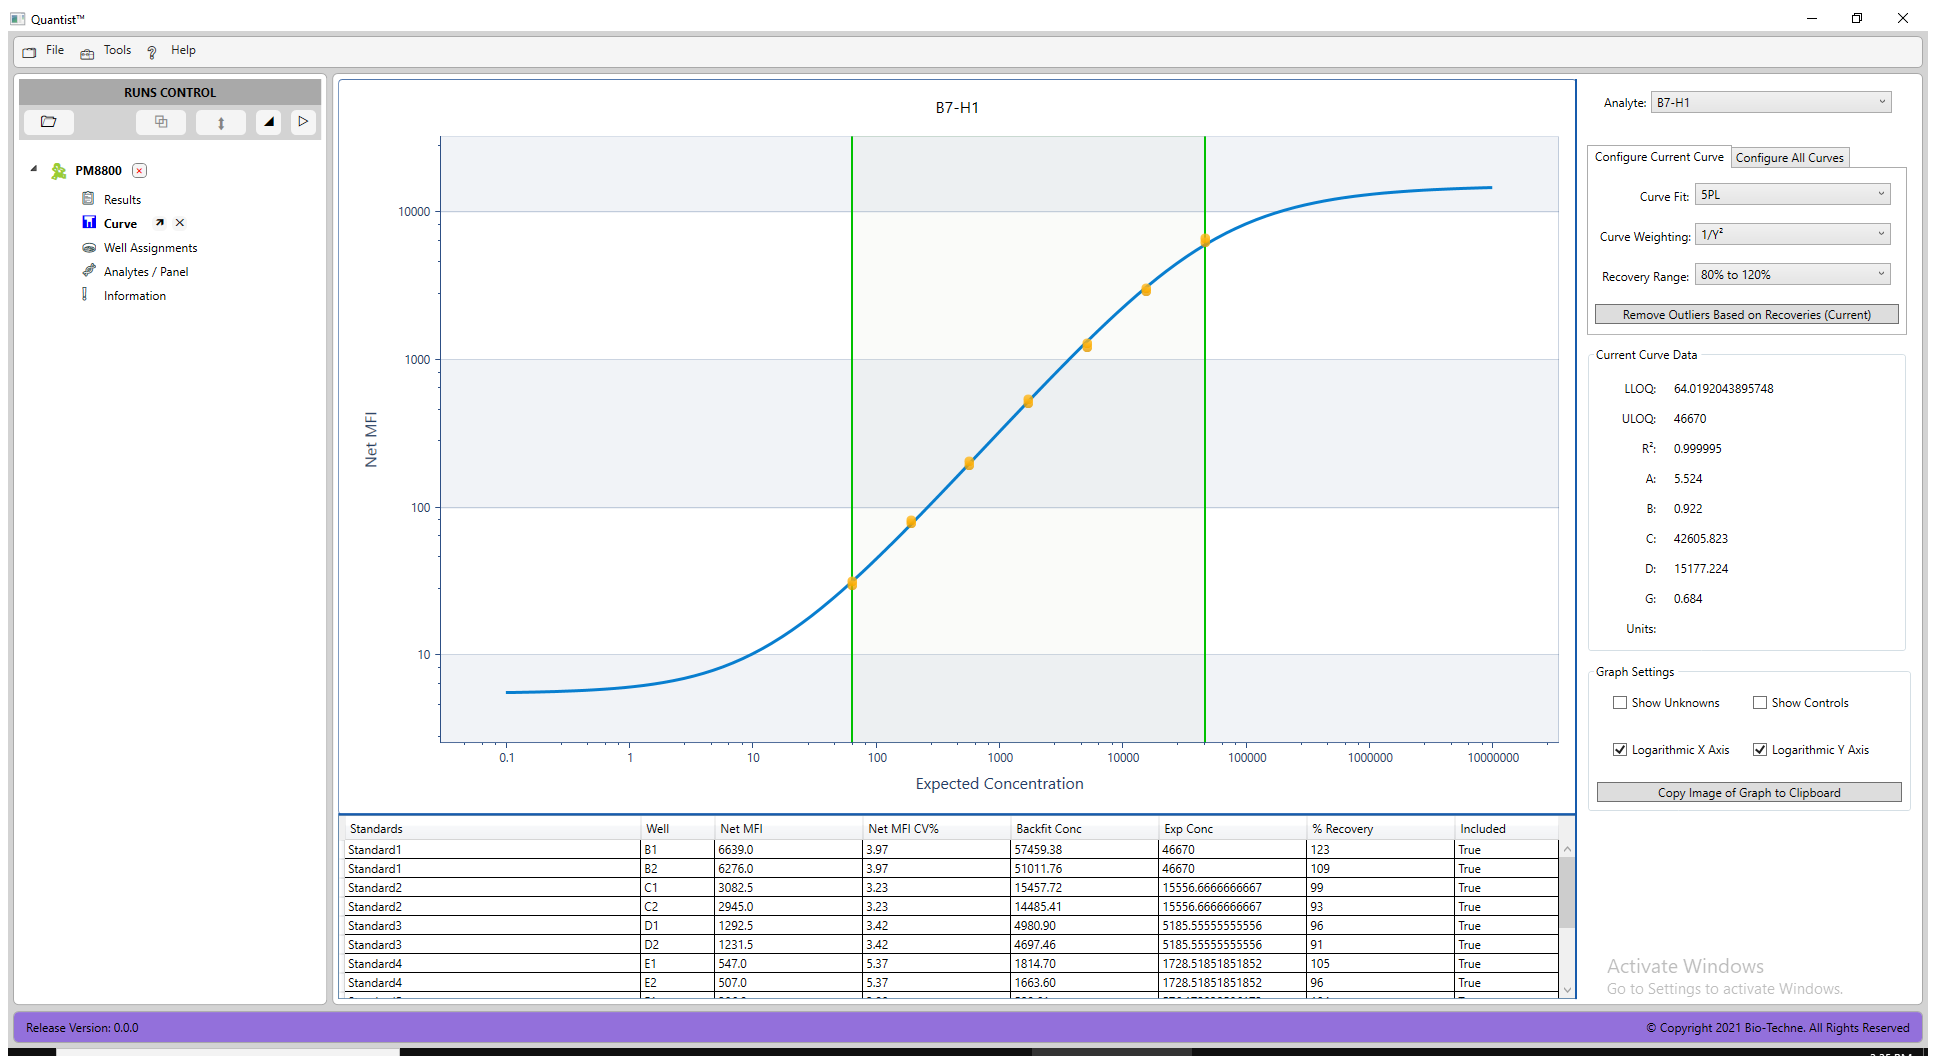 Quantist™
File Tools Help
RUNS CONTROL
PM8800
Results
Curve
Well Assignments
Analytes / Panel
Information
B7-H1
10000
1000
100
10
Net MFI
0.1 1 10 100 1000 10000 100000 1000000 10000000
Expected Concentration
Standards Well Net MFI Net MFI CV% Backfit Conc Exp Conc % Recovery Included
Standard1 B1 6639.0 3.97 57459.38 46670 123 True
Standard1 B2 6276.0 3.97 51011.76 46670 109 True
Standard2 C1 3082.5 3.23 15457.72 15556.6666666667 99 True
Standard2 C2 2945.0 3.23 14485.41 15556.6666666667 93 True
Standard3 D1 1292.5 3.42 4980.90 5185.55555555556 96 True
Standard3 D2 1231.5 3.42 4697.46 5185.55555555556 91 True
Standard4 E1 547.0 5.37 1814.70 1728.51851851852 105 True
Standard4 E2 507.0 5.37 1663.60 1728.51851851852 96 True
Analyte: B7-H1
Configure Current Curve Configure All Curves
Curve Fit: 5PL
Curve Weighting: 1/Y²
Recovery Range: 80% to 120%
Remove Outliers Based on Recoveries (Current)
Current Curve Data
LLOQ: 64.0192043895748
ULOQ: 46670
R²: 0.999995
A: 5.524
B: 0.922
C: 42605.823
D: 15177.224
G: 0.684
Units:
Graph Settings
Show Unknowns Show Controls
Logarithmic X Axis Logarithmic Y Axis
Copy Image of Graph to Clipboard
Activate Windows
Go to Settings to activate Windows.
Release Version: 0.0.0
© Copyright 2021 Bio-Techne. All Rights Reserved